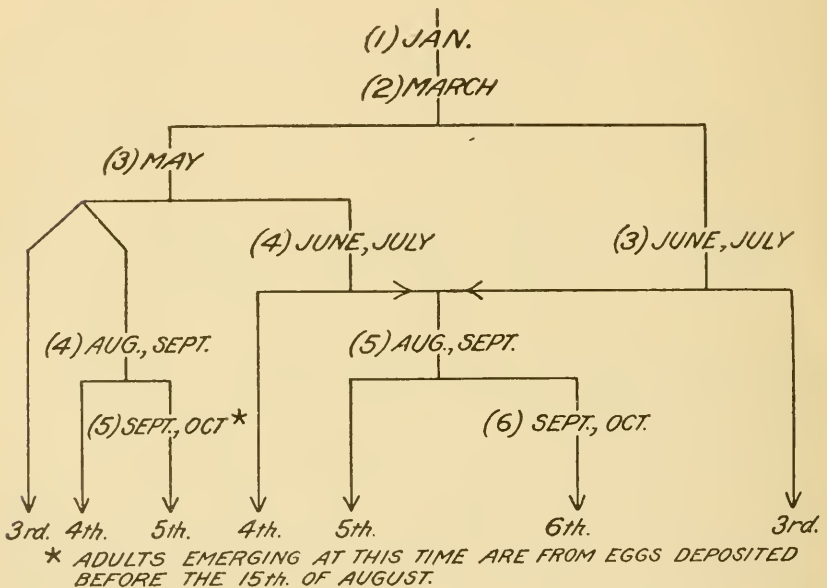 (1) JAN.
(2) MARCH
(3) MAY
(4) JUNE, JULY
(3) JUNE, JULY
(4) AUG., SEPT.
(5) AUG., SEPT.
(5) SEPT., OCT *
(6) SEPT., OCT.
3rd. 4th. 5th. 4th. 5th. 6th. 3rd.
* ADULTS EMERGING AT THIS TIME ARE FROM EGGS DEPOSITED
BEFORE THE 15th. OF AUGUST.